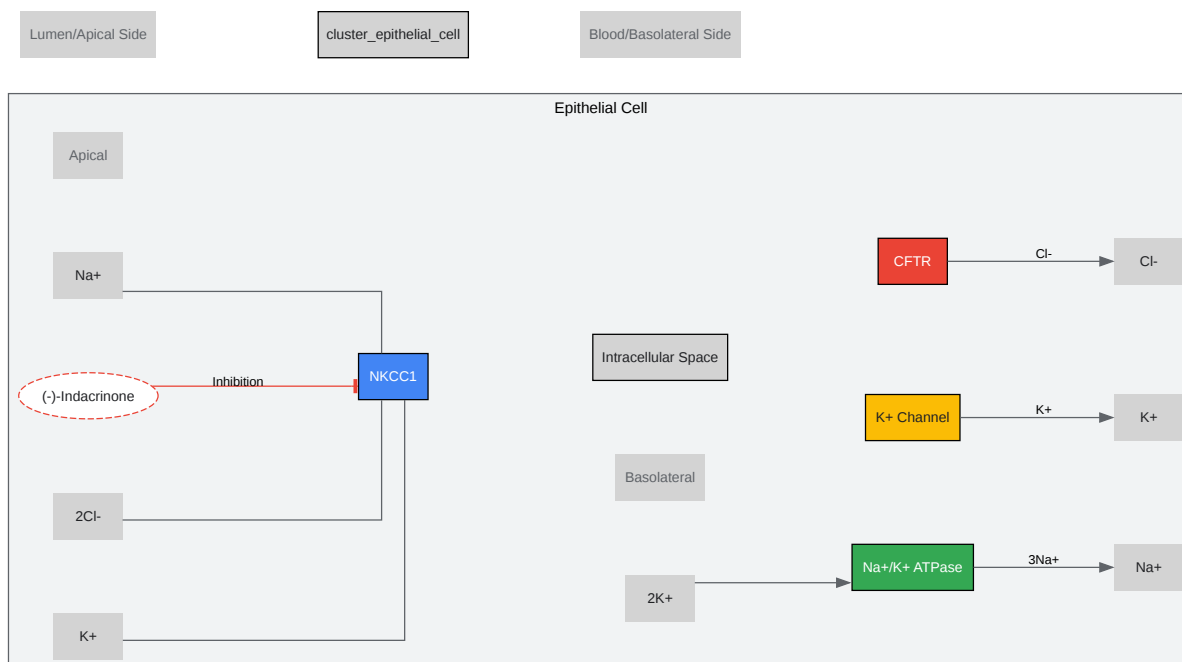 Lumen/Apical Side
cluster_epithelial_cell
Blood/Basolateral Side
Epithelial Cell
Apical
Na+
CFTR
Cl-
Cl-
NKCC1
Intracellular Space
(-)-Indacrinone
Inhibition
K+ Channel
K+
K+
Basolateral
2Cl-
Na+/K+ ATPase
3Na+
Na+
2K+
K+